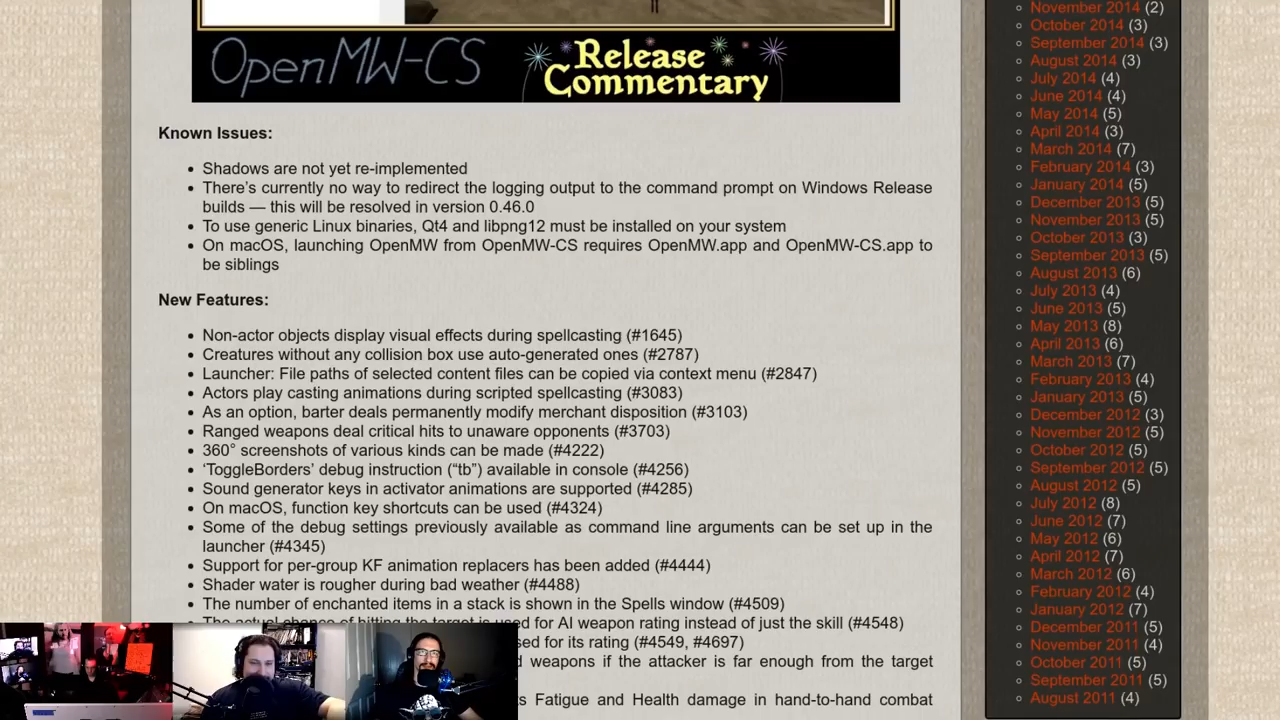 OpenMW-CS Release
Commentary
Known Issues:
Shadows are not yet re-implemented
There's currently no way to redirect the logging output to the command prompt on Windows Release
builds — this will be resolved in version 0.46.0
To use generic Linux binaries, Qt4 and libpng12 must be installed on your system
On macOS, launching OpenMW from OpenMW-CS requires OpenMW.app and OpenMW-CS.app to
be siblings
New Features:
Non-actor objects display visual effects during spellcasting (#1645)
Creatures without any collision box use auto-generated ones (#2787)
Launcher: File paths of selected content files can be copied via context menu (#2847)
Actors play casting animations during scripted spellcasting (#3083)
As an option, barter deals permanently modify merchant disposition (#3103)
Ranged weapons deal critical hits to unaware opponents (#3703)
360° screenshots of various kinds can be made (#4222)
‘ToggleBorders’ debug instruction (“tb”) available in console (#4256)
Sound generator keys in activator animations are supported (#4285)
On macOS, function key shortcuts can be used (#4324)
Some of the debug settings previously available as command line arguments can be set up in the
launcher (#4345)
Support for per-group KF animation replacers has been added (#4444)
Shader water is rougher during bad weather (#4488)
The number of enchanted items in a stack is shown in the Spells window (#4509)
The actual chance of hitting the target is used for AI weapon rating instead of just the skill (#4548)
sed for its rating (#4549, #4697)
weapons if the attacker is far enough from the target
Fatigue and Health damage in hand-to-hand combat
November 2014 (2)
October 2014 (3)
September 2014 (3)
August 2014 (3)
July 2014 (4)
June 2014 (4)
May 2014 (5)
April 2014 (3)
March 2014 (7)
February 2014 (3)
January 2014 (5)
December 2013 (5)
November 2013 (5)
October 2013 (3)
September 2013 (5)
August 2013 (6)
July 2013 (4)
June 2013 (5)
May 2013 (8)
April 2013 (6)
March 2013 (7)
February 2013 (4)
January 2013 (5)
December 2012 (3)
November 2012 (5)
October 2012 (5)
September 2012 (5)
August 2012 (5)
July 2012 (8)
June 2012 (7)
May 2012 (6)
April 2012 (7)
March 2012 (6)
February 2012 (4)
January 2012 (7)
December 2011 (5)
November 2011 (4)
October 2011 (5)
September 2011 (5)
August 2011 (4)